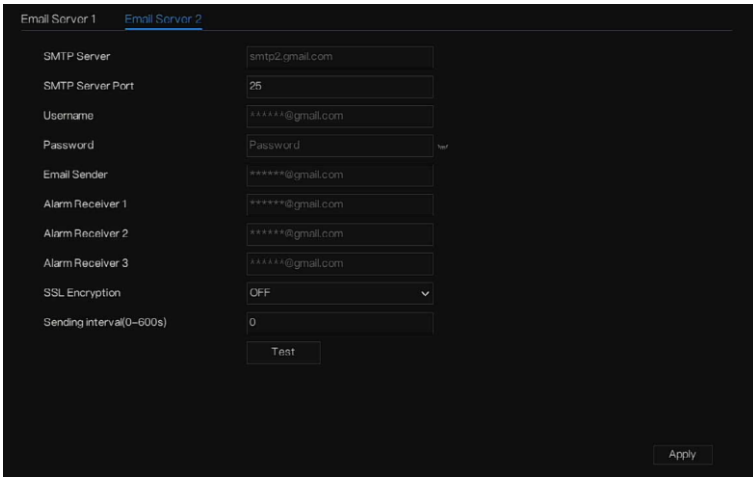 Email Server 1 Email Server 2
SMTP Server smtp2.gmail.com
SMTP Server Port 25
Username ******@gmail.com
Password Password
Email Sender ******@gmail.com
Alarm Receiver 1 ******@gmail.com
Alarm Receiver 2 ******@gmail.com
Alarm Receiver 3 ******@gmail.com
SSL Encryption OFF
Sending interval(0~600s) 0
Test
Apply